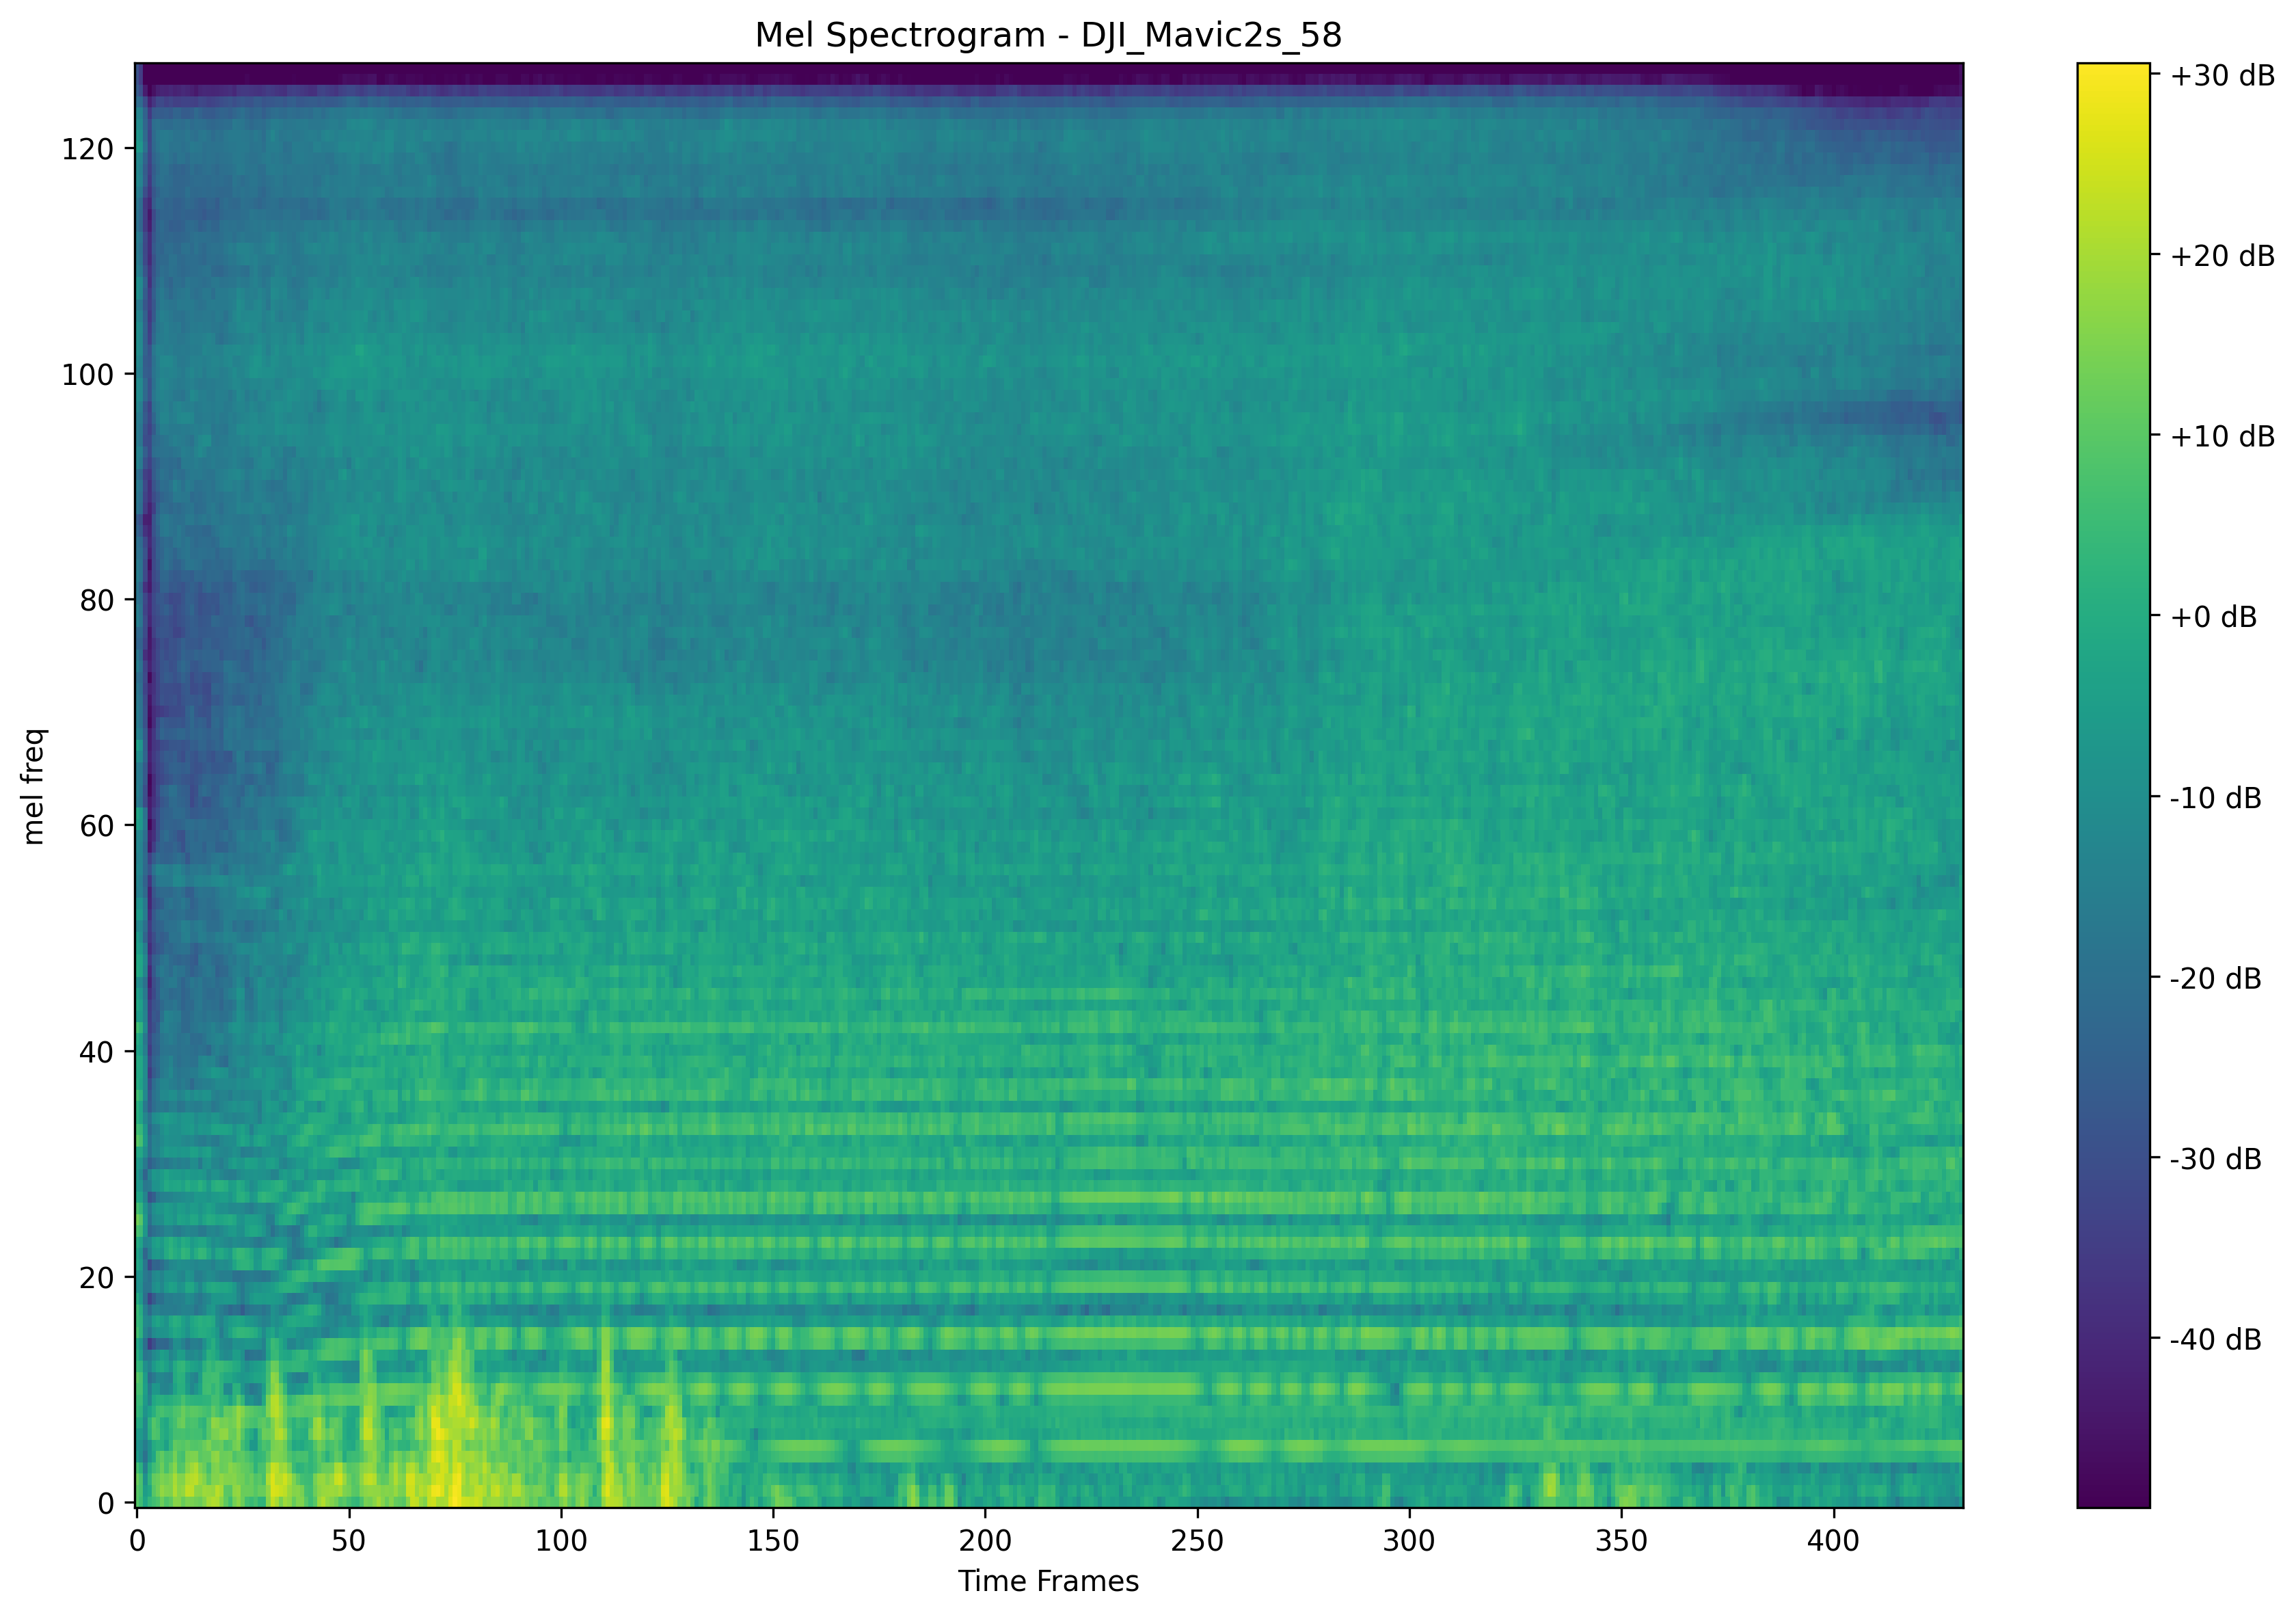 Mel Spectrogram - DJI_Mavic2s_58
+30 dB
120
+20 dB
100
+10 dB
80
+0 dB
mel freq
60
-10 dB
-20 dB
40
-30 dB
20
-40 dB
0
0 50 100 150 200 250 300 350 400
Time Frames